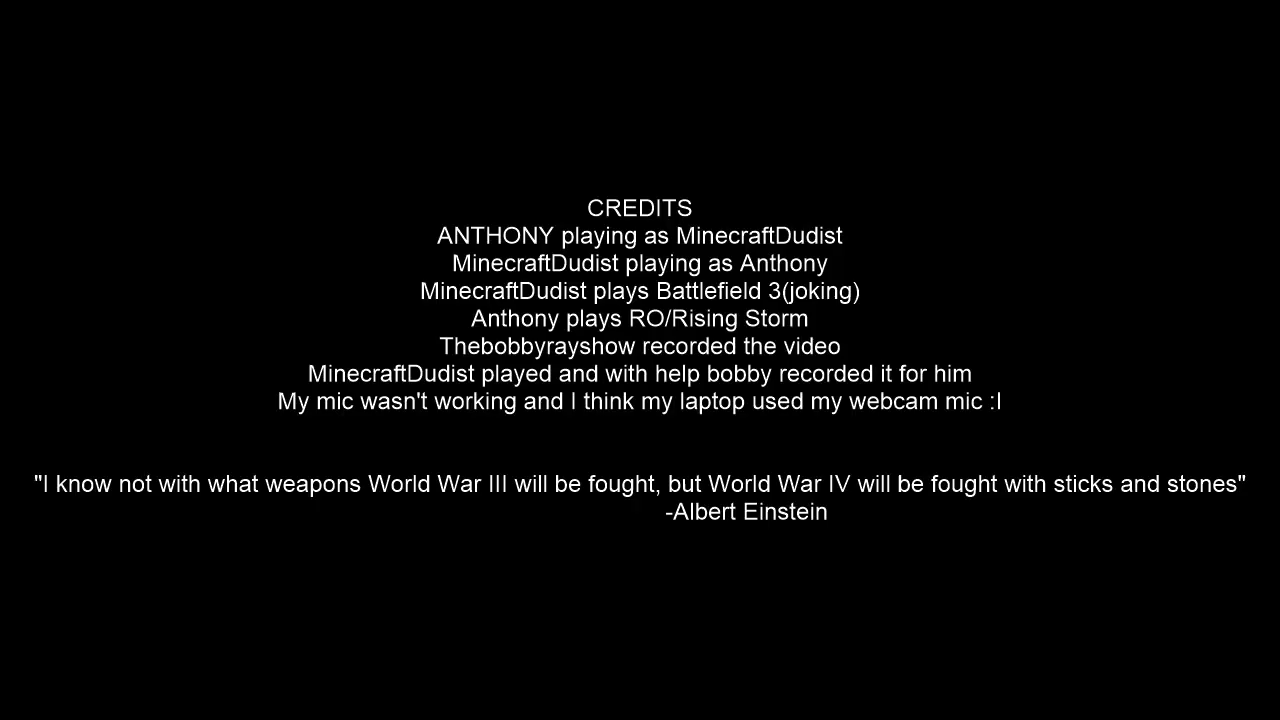 CREDITS
ANTHONY playing as MinecraftDudist
MinecraftDudist playing as Anthony
MinecraftDudist plays Battlefield 3(joking)
Anthony plays RO/Rising Storm
Thebobbyrayshow recorded the video
MinecraftDudist played and with help bobby recorded it for him
My mic wasn't working and I think my laptop used my webcam mic :I
"I know not with what weapons World War III will be fought, but World War IV will be fought with sticks and stones"
-Albert Einstein